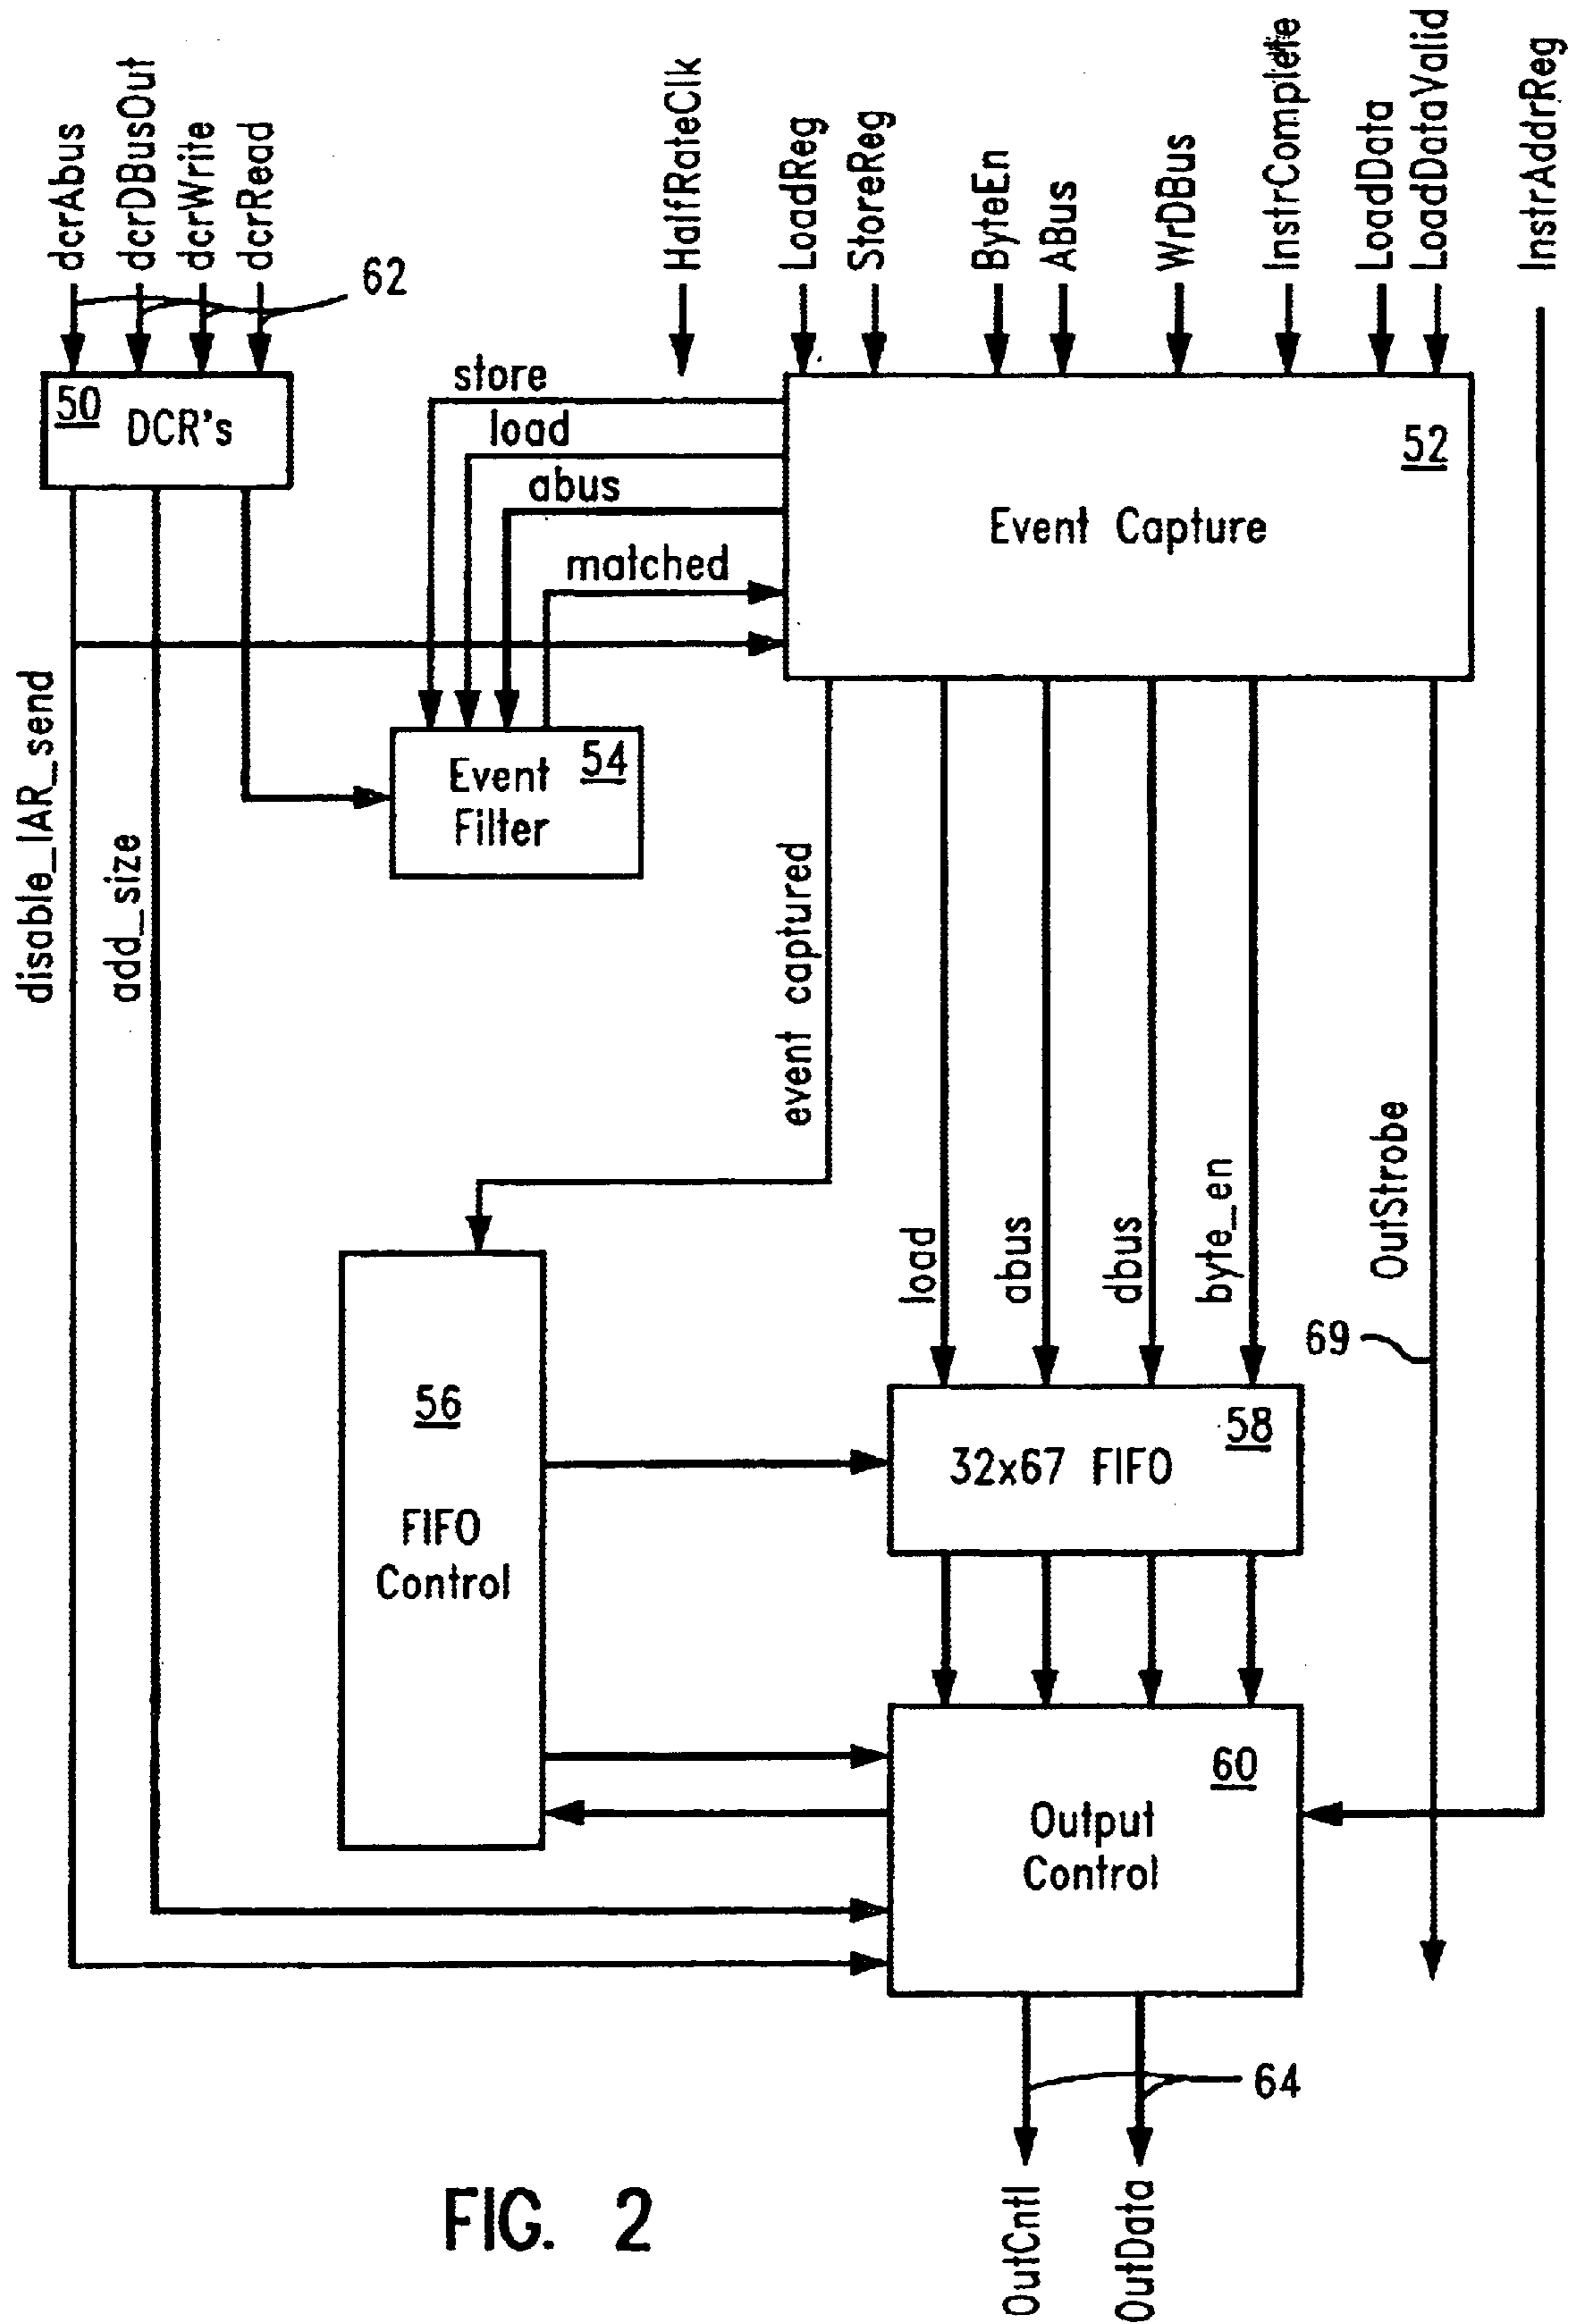 dcrAbus
dcrDBusOut
dcrWrite
dcrRead
HalfRateClk
LoadReg
StoreReg
ByteEn
ABus
WrDBus
InstrComplete
LoadData
LoadDataValid
InstrAddrReg
62
50
DCR's
store
load
abus
matched
52
Event Capture
disable_IAR_send
add_size
54
Event
Filter
event captured
load
abus
dbus
byte_en
OutStrobe
69
56
FIFO
Control
58
32x67 FIFO
60
Output
Control
64
OutCntl
OutData
FIG. 2